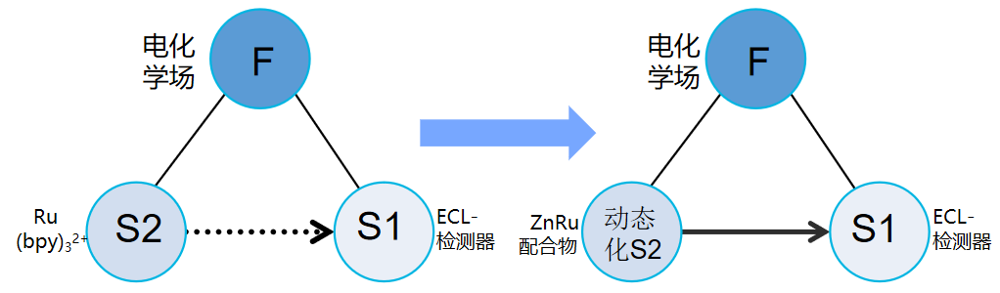 电化
学场
F
Ru
(bpy)₃²⁺
S2
S1
ECL-
检测器
电化
学场
F
ZnRu
配合物
动态
化S2
S1
ECL-
检测器